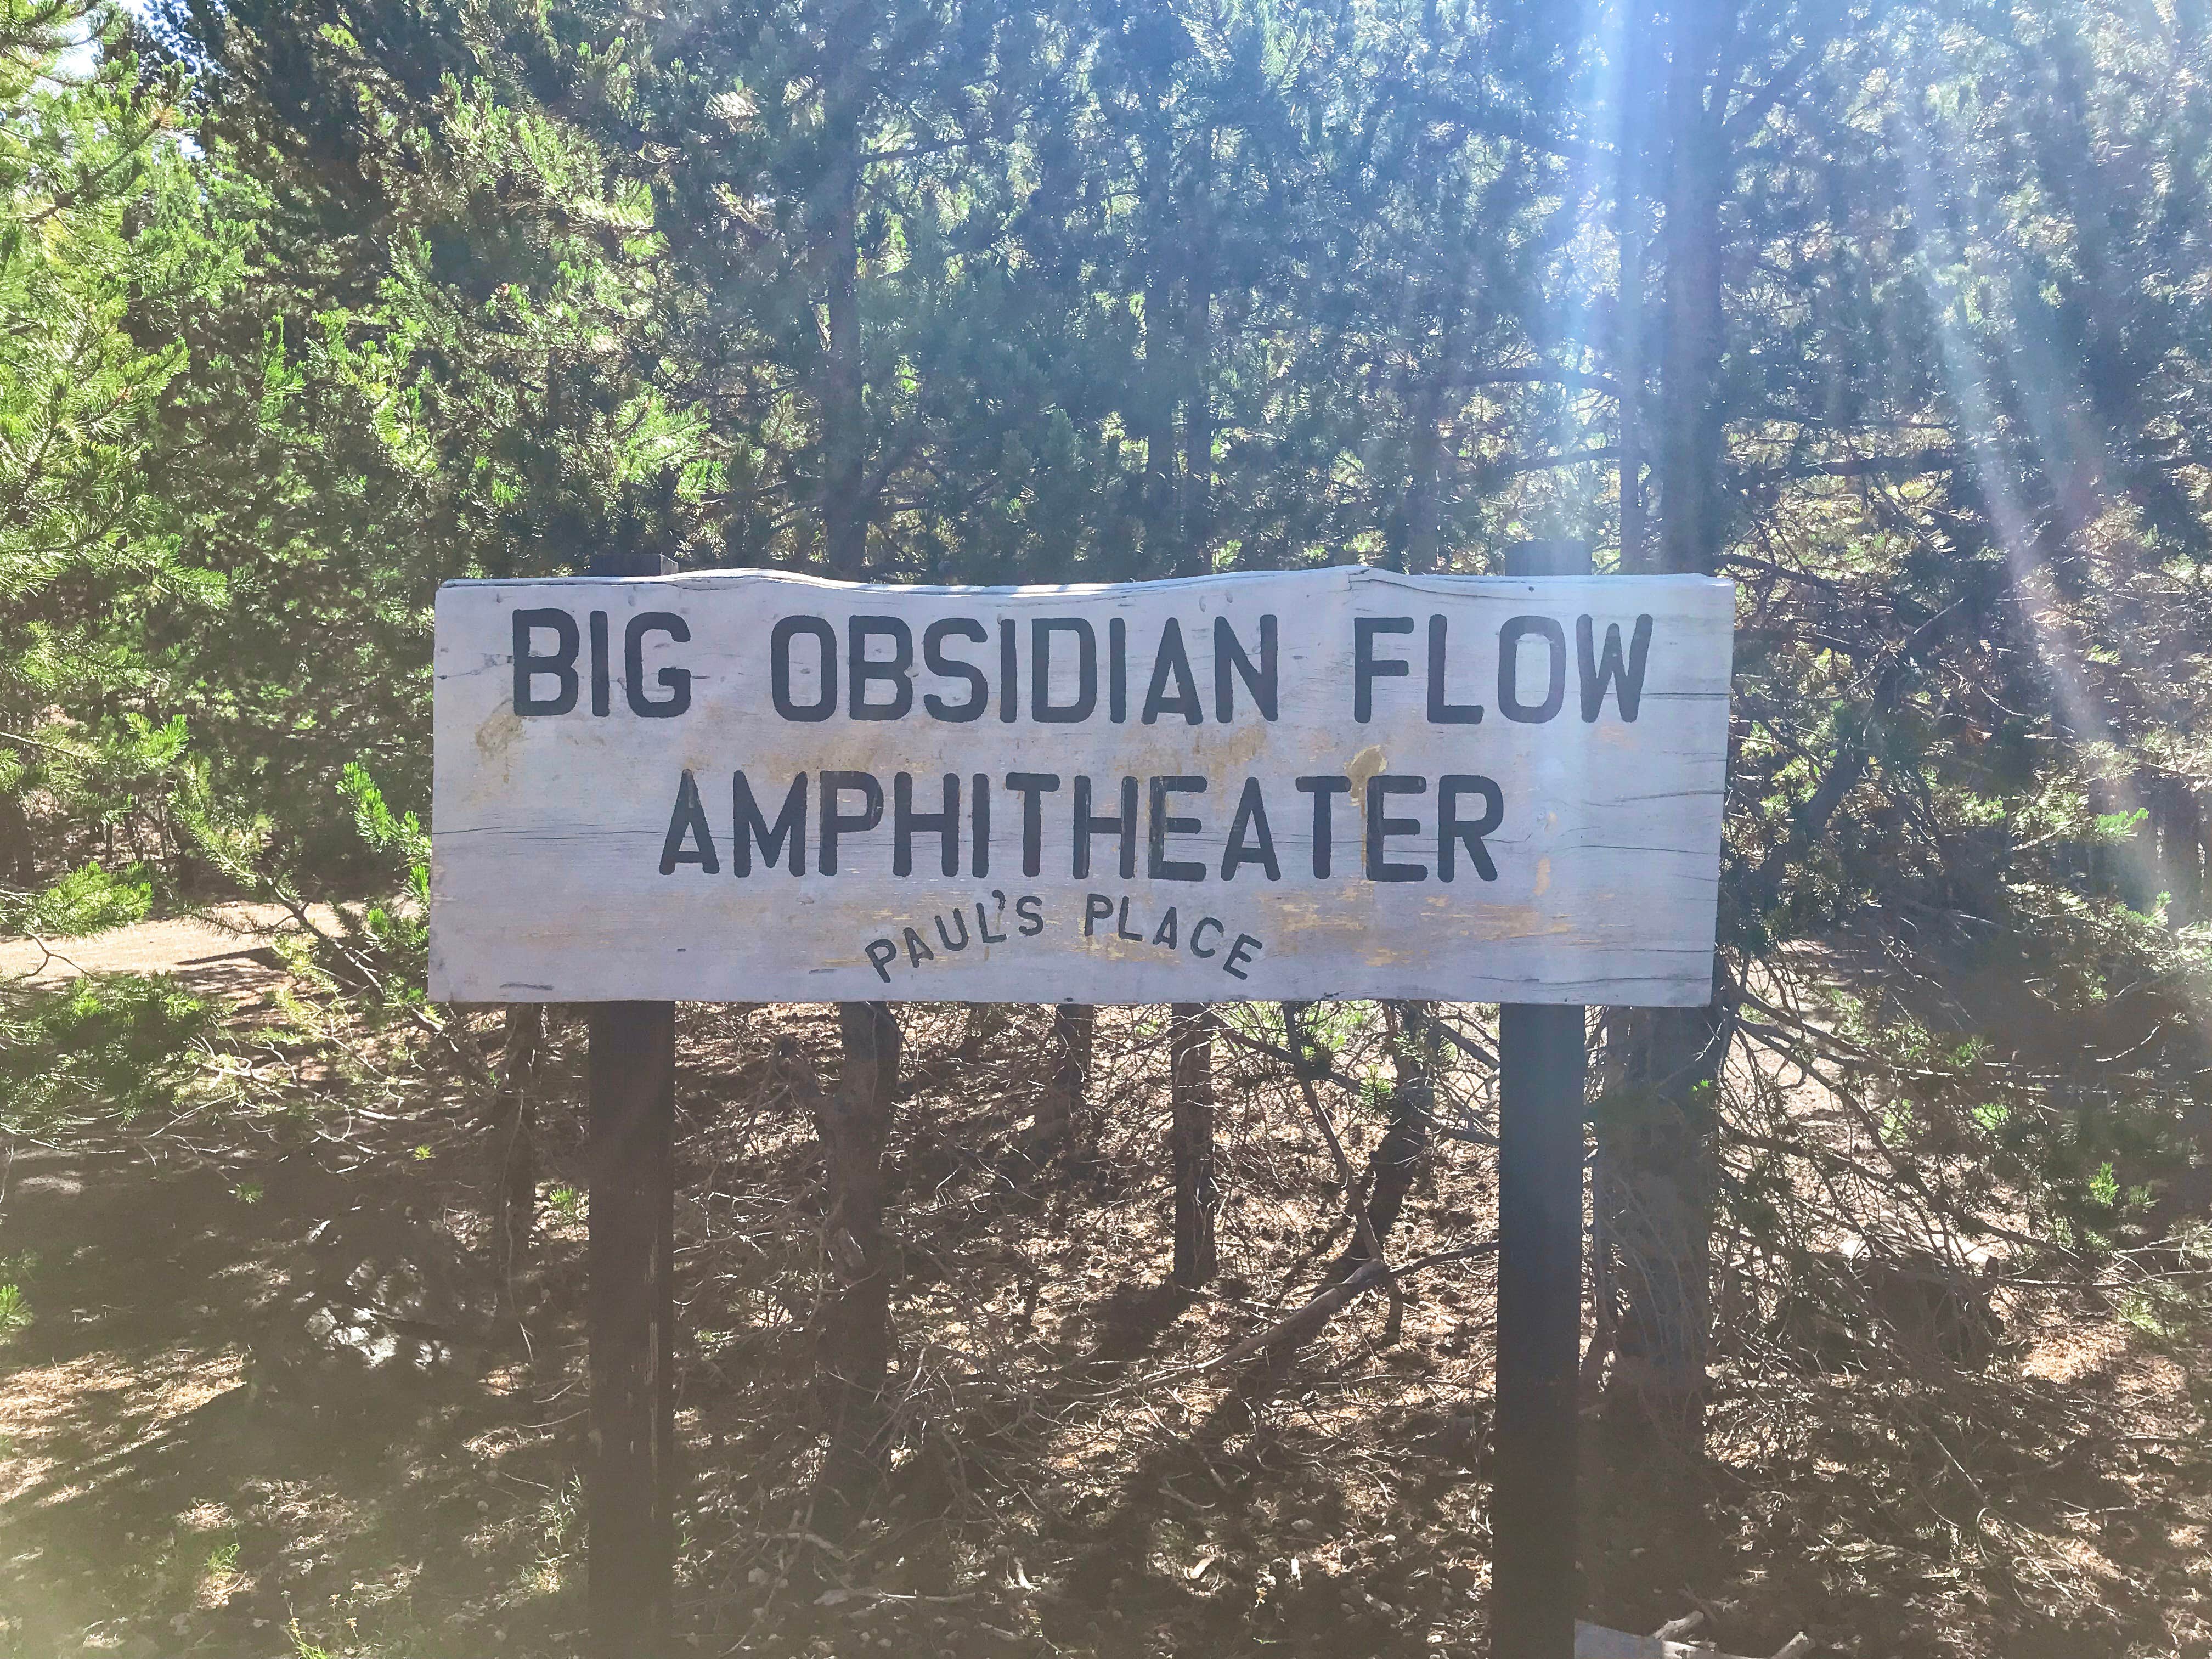 BIG OBSIDIAN FLOW
AMPHITHEATER
PAUL'S PLACE